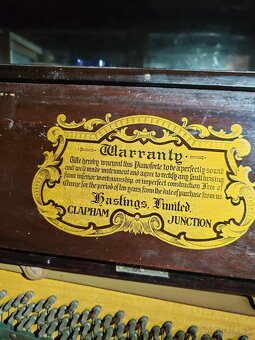 Warranty
We hereby warrant this Pianoforte to be a perfectly sound
and well made instrument and agree to rectify any fault arising
from inferior workmanship, or imperfect construction Free of
Charge for the period of ten years from the date of purchase from us
Hastings, Limited.
CLAPHAM JUNCTION